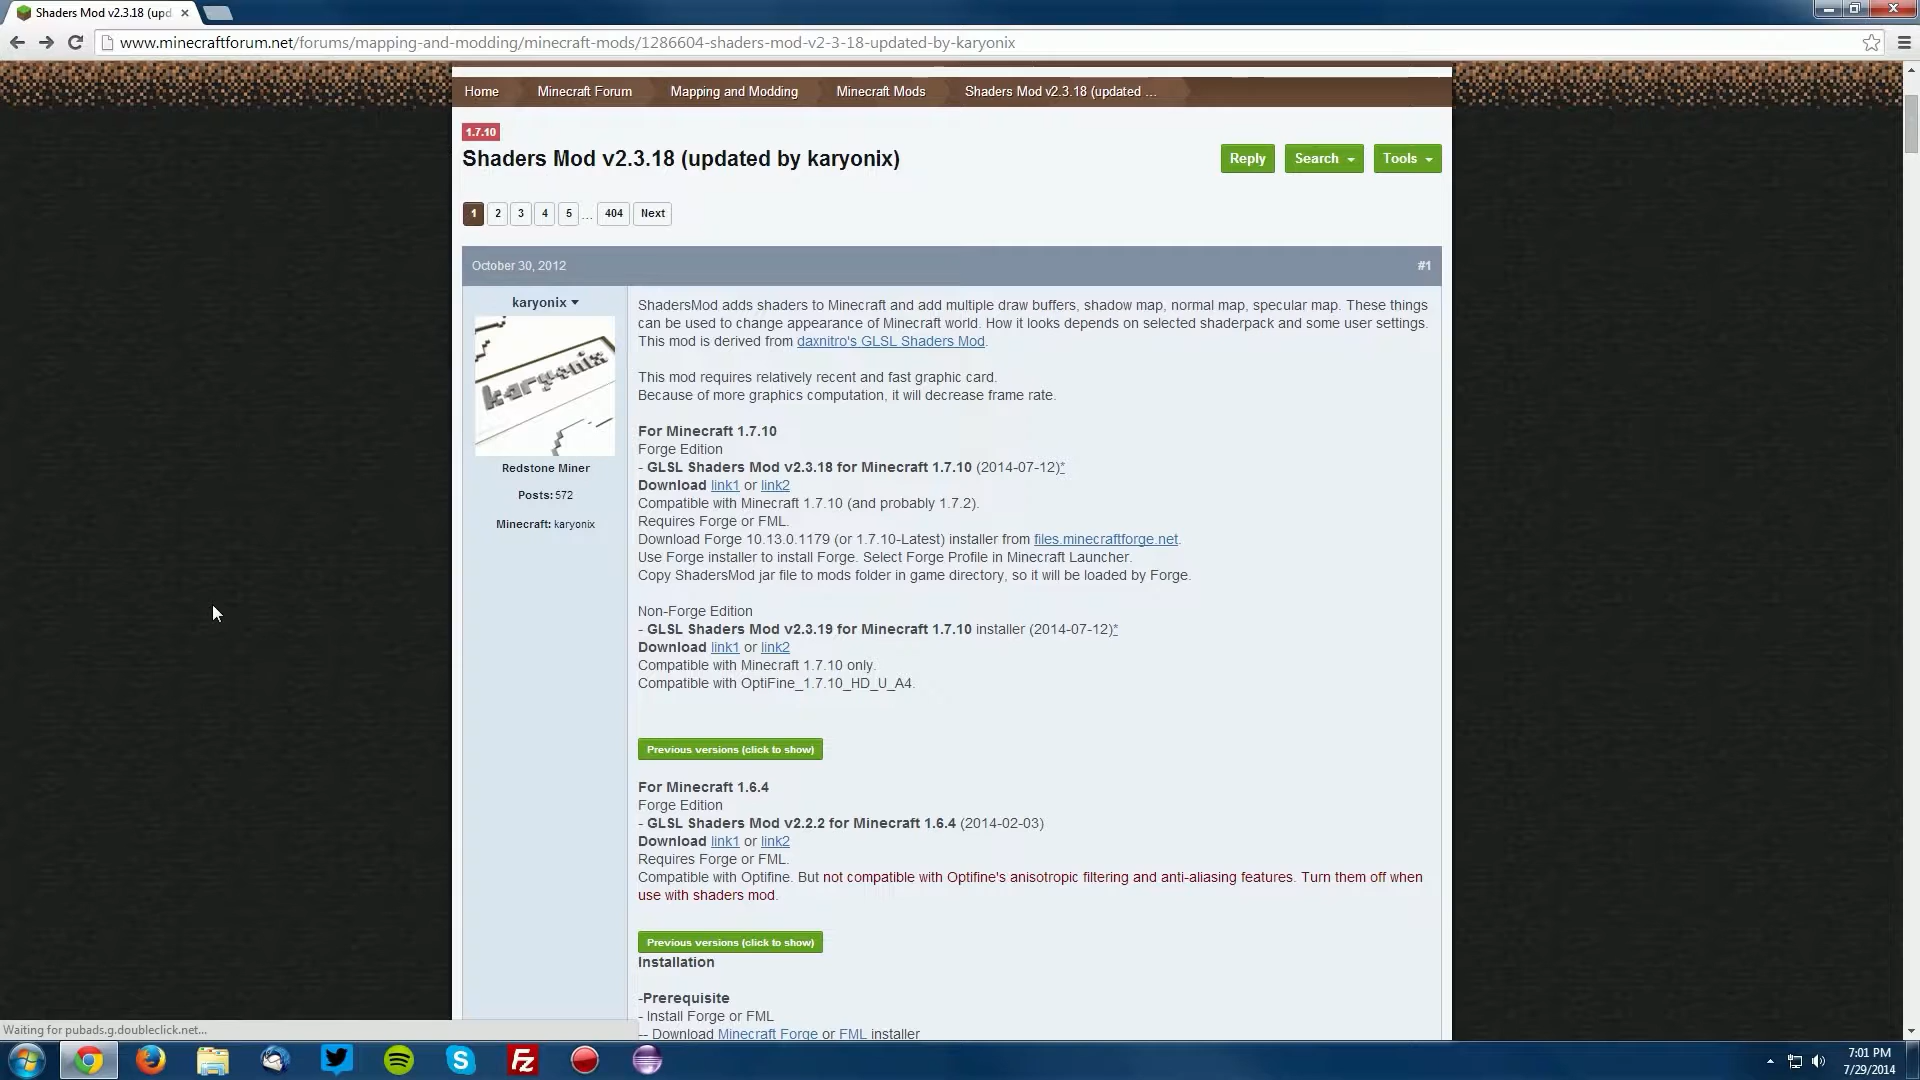 Shaders Mod v2.3.18 (upd
www.minecraftforum.net/forums/mapping-and-modding/minecraft-mods/1286604-shaders-mod-v2-3-18-updated-by-karyonix
Home Minecraft Forum Mapping and Modding Minecraft Mods Shaders Mod v2.3.18 (updated ...
1.7.10
Shaders Mod v2.3.18 (updated by karyonix)
Reply Search Tools
1 2 3 4 5 ... 404 Next
October 30, 2012 #1
karyonix
karyonix
Redstone Miner
Posts: 572
Minecraft: karyonix
ShadersMod adds shaders to Minecraft and add multiple draw buffers, shadow map, normal map, specular map. These things
can be used to change appearance of Minecraft world. How it looks depends on selected shaderpack and some user settings.
This mod is derived from daxnitro's GLSL Shaders Mod.
This mod requires relatively recent and fast graphic card.
Because of more graphics computation, it will decrease frame rate.
For Minecraft 1.7.10
Forge Edition
- GLSL Shaders Mod v2.3.18 for Minecraft 1.7.10 (2014-07-12)*
Download link1 or link2
Compatible with Minecraft 1.7.10 (and probably 1.7.2).
Requires Forge or FML.
Download Forge 10.13.0.1179 (or 1.7.10-Latest) installer from files.minecraftforge.net.
Use Forge installer to install Forge. Select Forge Profile in Minecraft Launcher.
Copy ShadersMod jar file to mods folder in game directory, so it will be loaded by Forge.
Non-Forge Edition
- GLSL Shaders Mod v2.3.19 for Minecraft 1.7.10 installer (2014-07-12)*
Download link1 or link2
Compatible with Minecraft 1.7.10 only.
Compatible with OptiFine_1.7.10_HD_U_A4.
Previous versions (click to show)
For Minecraft 1.6.4
Forge Edition
- GLSL Shaders Mod v2.2.2 for Minecraft 1.6.4 (2014-02-03)
Download link1 or link2
Requires Forge or FML.
Compatible with Optifine. But not compatible with Optifine's anisotropic filtering and anti-aliasing features. Turn them off when
use with shaders mod.
Previous versions (click to show)
Installation
-Prerequisite
- Install Forge or FML
-- Download Minecraft Forge or FML installer
Waiting for pubads.g.doubleclick.net...
7:01 PM
7/29/2014